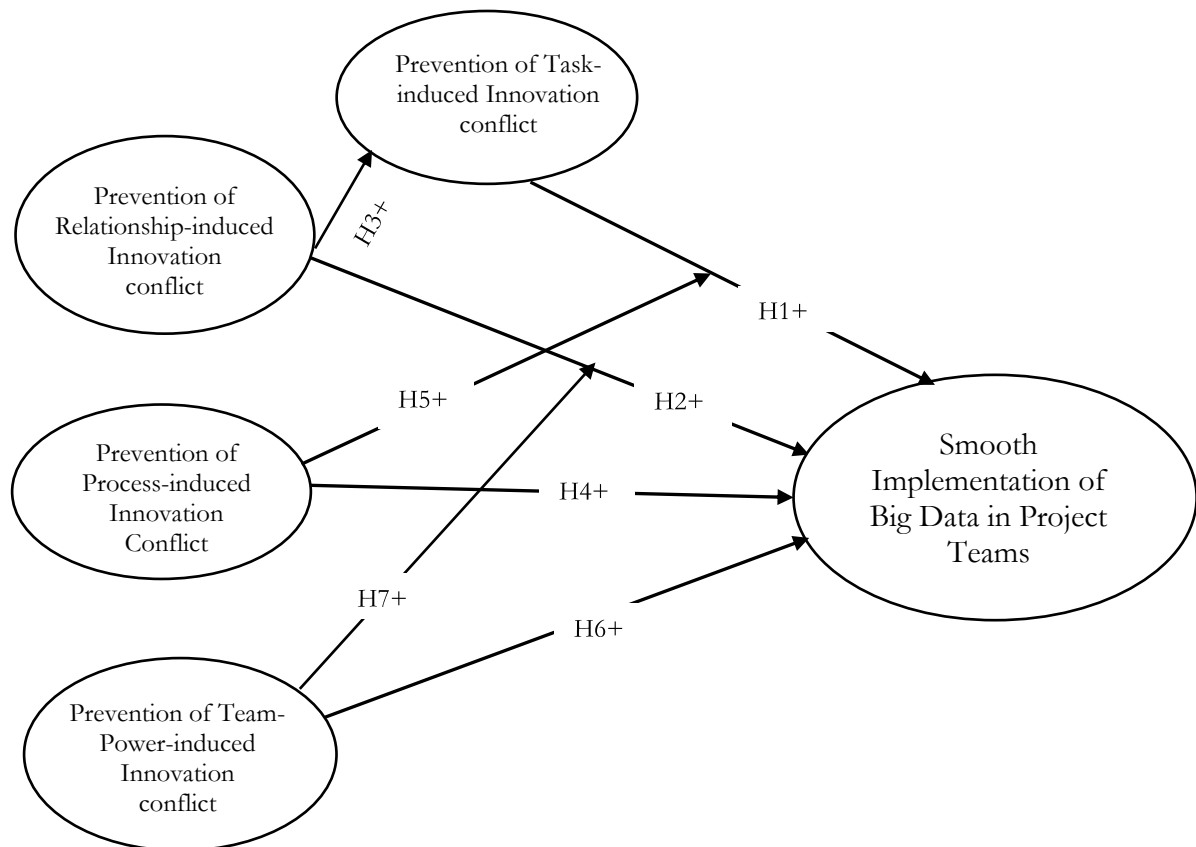 Prevention of Task-
induced Innovation
conflict
Prevention of
Relationship-induced
Innovation
conflict
H3+
H1+
H5+
H2+
Prevention of
Process-induced
Innovation
Conflict
Smooth
Implementation of
Big Data in Project
Teams
H4+
H7+
H6+
Prevention of Team-
Power-induced
Innovation
conflict